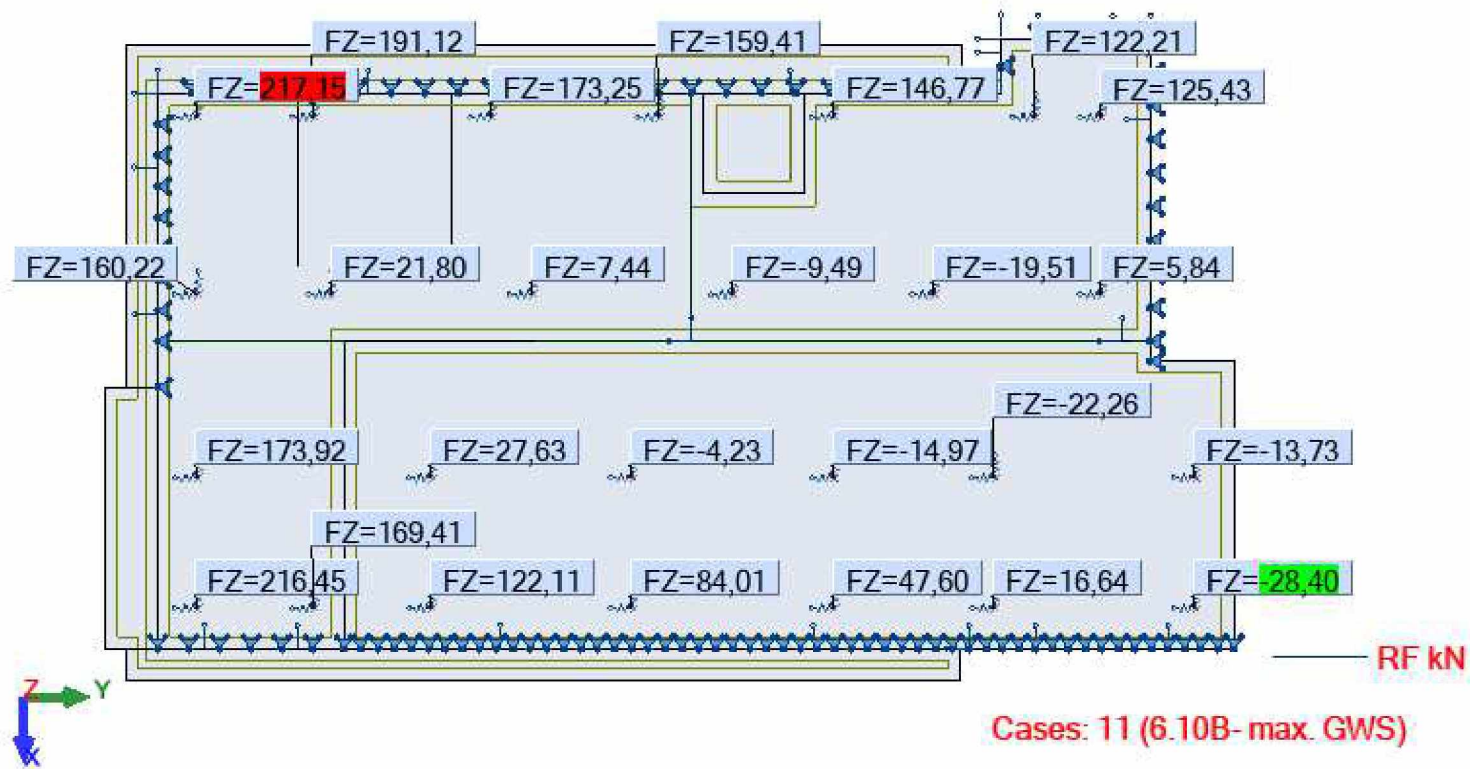 FZ=191,12 FZ=159,41 FZ=122,21
FZ=217,15 FZ=173,25 FZ=146,77 FZ=125,43
FZ=160,22 FZ=21,80 FZ=7,44 FZ=-9,49 FZ=-19,51 FZ=5,84
FZ=-22,26
FZ=173,92 FZ=27,63 FZ=-4,23 FZ=-14,97 FZ=-13,73
FZ=169,41
FZ=216,45 FZ=122,11 FZ=84,01 FZ=47,60 FZ=16,64 FZ=-28,40
RF kN
Z Y
X
Cases: 11 (6.10B- max. GWS)